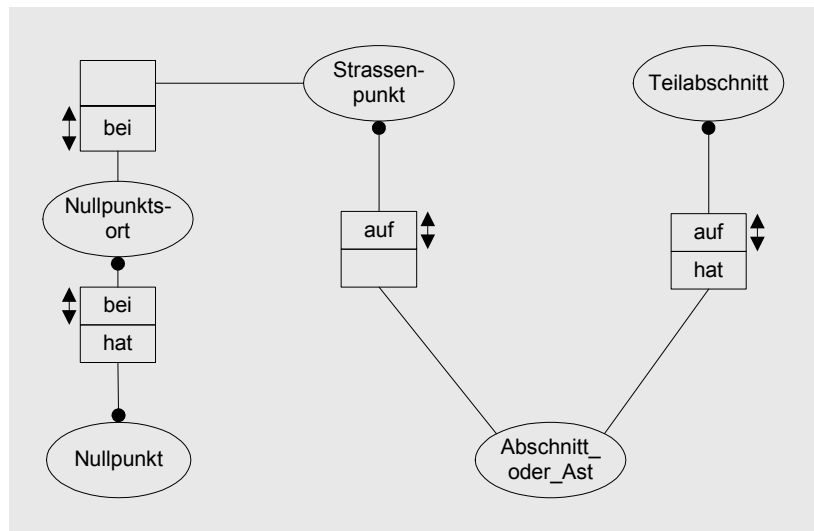 Strassen-
punkt
Teilabschnitt
bei
Nullpunkts-
ort
auf
auf
hat
bei
hat
Nullpunkt
Abschnitt_
oder_Ast